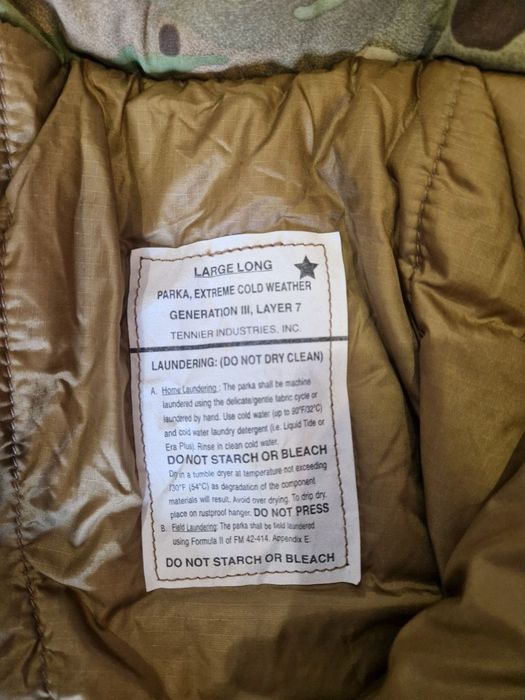 LARGE LONG
PARKA, EXTREME COLD WEATHER
GENERATION III, LAYER 7
TENNIER INDUSTRIES, INC.
LAUNDERING: (DO NOT DRY CLEAN)
A. Home Laundering : The parka shall be machine
laundered using the delicate/gentle fabric cycle or
laundered by hand. Use cold water (up to 90°F/32°C)
and cold water laundry detergent (i.e. Liquid Tide or
Era Plus). Rinse in clean cold water.
DO NOT STARCH OR BLEACH
Dry in a tumble dryer at temperature not exceeding
130°F (54°C) as degradation of the component
materials will result. Avoid over drying. To drip dry,
place on rustproof hanger. DO NOT PRESS
B. Field Laundering: The parka shall be field laundered
using Formula II of FM 42-414, Appendix E.
DO NOT STARCH OR BLEACH